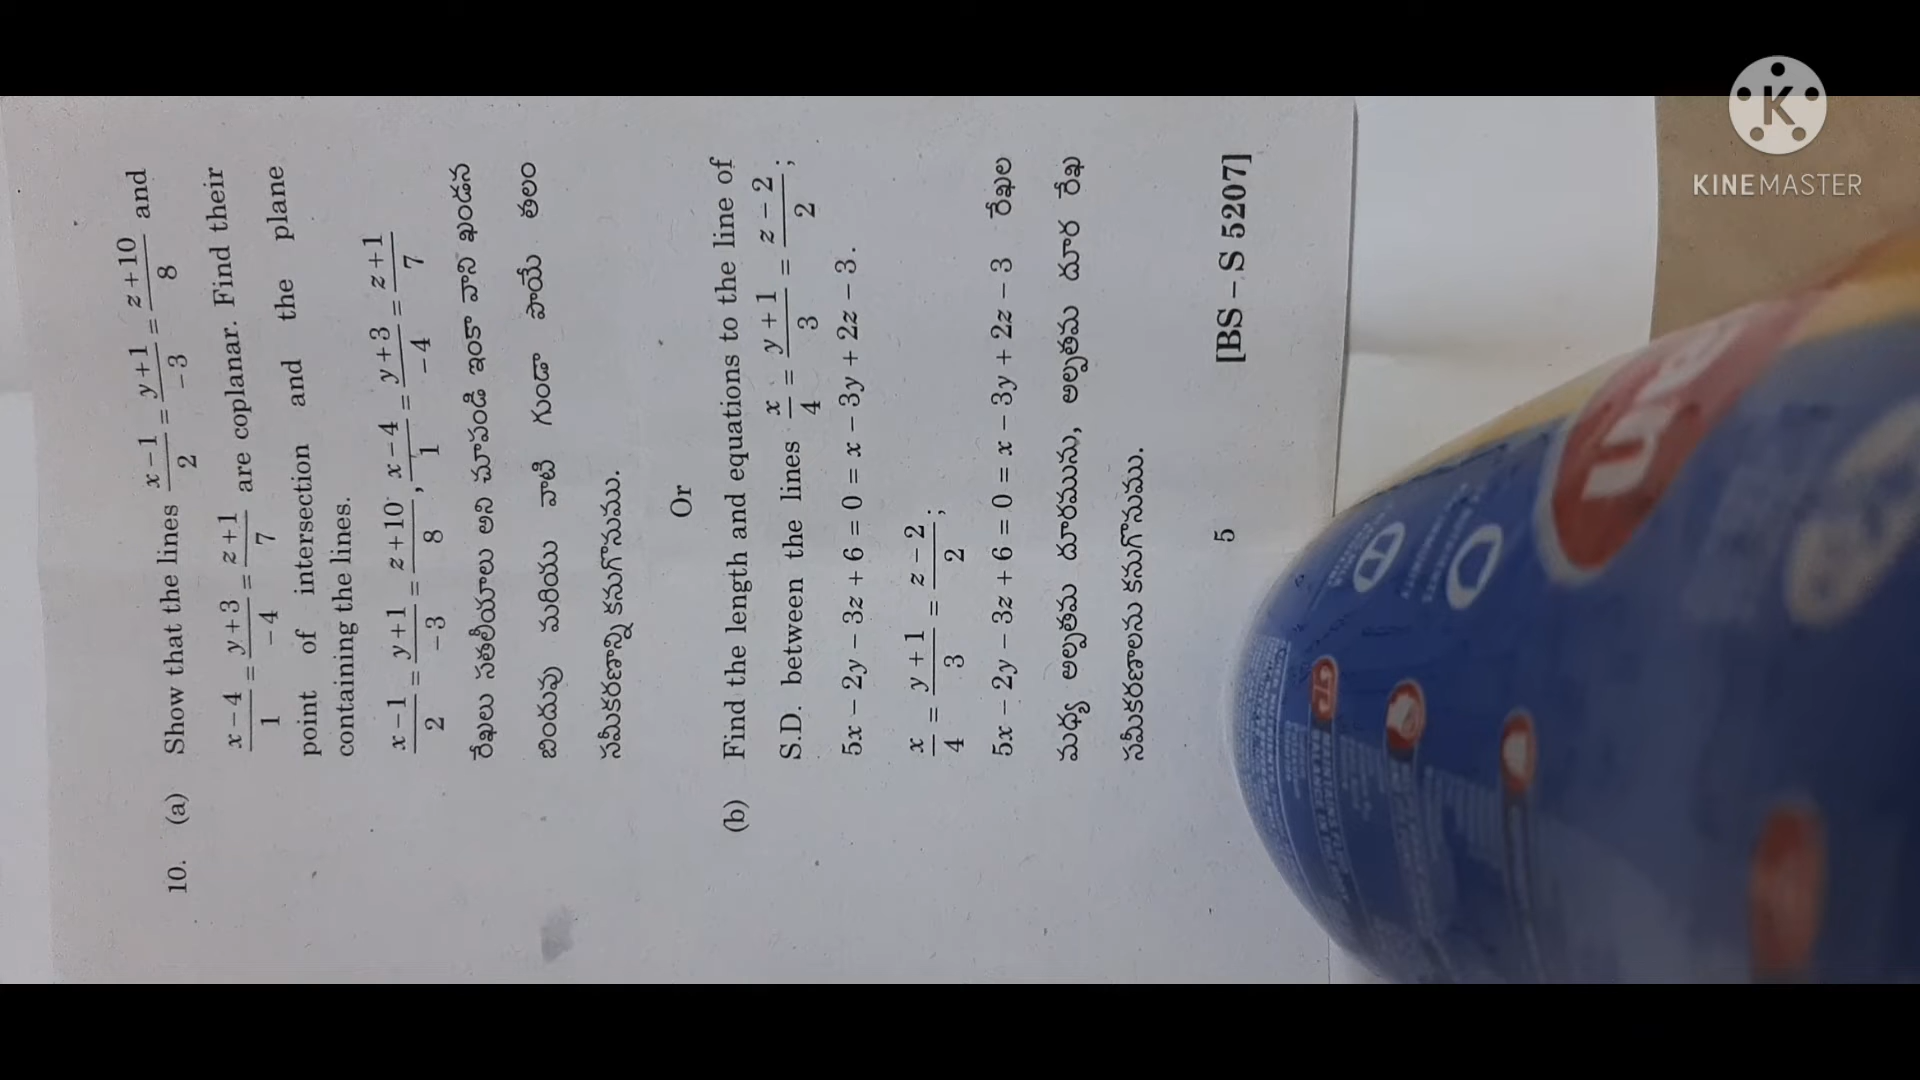 10. (a) Show that the lines (x−1)/2 = (y+1)/−3 = (z+10)/8 and
(x−4)/1 = (y+3)/−4 = (z+1)/7 are coplanar. Find their
point of intersection and the plane
containing the lines.
(x−1)/2 = (y+1)/−3 = (z+10)/8, (x−4)/1 = (y+3)/−4 = (z+1)/7
రేఖలు సతలీయాలు అని చూపండి ఇంకా వాని ఖండన
బిందువు మరియు వాటి గుండా పోయే తలం
సమీకరణాన్ని కనుగొనుము.
Or
(b) Find the length and equations to the line of
S.D. between the lines x/4 = (y+1)/3 = (z−2)/2;
5x − 2y − 3z + 6 = 0 = x − 3y + 2z − 3.
x/4 = (y+1)/3 = (z−2)/2;
5x − 2y − 3z + 6 = 0 = x − 3y + 2z − 3 రేఖల
మధ్య అల్పతమ దూరమును, అల్పతమ దూర రేఖ
సమీకరణాలను కనుగొనుము.
5 [BS – S 5207]
KINEMASTER